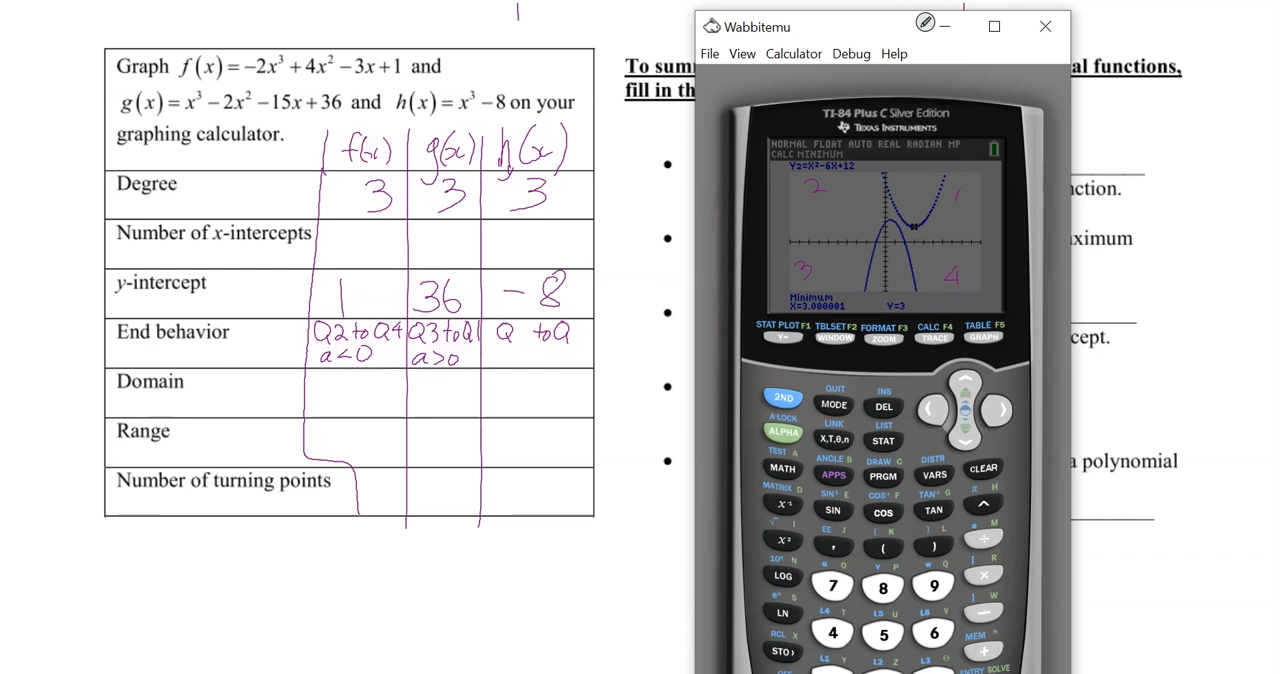 Graph f(x) = −2x³ + 4x² − 3x + 1 and
g(x) = x³ − 2x² − 15x + 36 and h(x) = x³ − 8 on your
graphing calculator.
f(x) g(x) h(x)
Degree 3 3 3
Number of x-intercepts
y-intercept 1 36 -8
End behavior Q2 to Q4 Q3 to Q1 Q to Q
a<0 a>0
Domain
Range
Number of turning points
To sum
al functions,
fill in th
nction.
ximum
cept.
a polynomial
Wabbitemu
File View Calculator Debug Help
TI-84 Plus C Silver Edition
TEXAS INSTRUMENTS
NORMAL FLOAT AUTO REAL RADIAN MP
CALC MINIMUM
Y2=X²-6X+12
2 1
3 4
Minimum
X=3.000001 Y=3
STAT PLOT F1 TBLSET F2 FORMAT F3 CALC F4 TABLE F5
Y= WINDOW ZOOM TRACE GRAPH
QUIT INS
2ND MODE DEL
A-LOCK LINK LIST
ALPHA X,T,θ,n STAT
TEST A ANGLE B DRAW C DISTR
MATH APPS PRGM VARS CLEAR
MATRIX D SIN⁻¹ E COS⁻¹ F TAN⁻¹ G π H
x⁻¹ SIN COS TAN ^
√ I EE J { K } L e M
x² , ( ) ÷
10ˣ N u O v P w Q [ R
LOG 7 8 9 ×
eˣ S L4 T L5 U L6 V ] W
LN 4 5 6 −
RCL X L1 Y L2 Z L3 θ MEM "
STO› +
ENTRY SOLVE